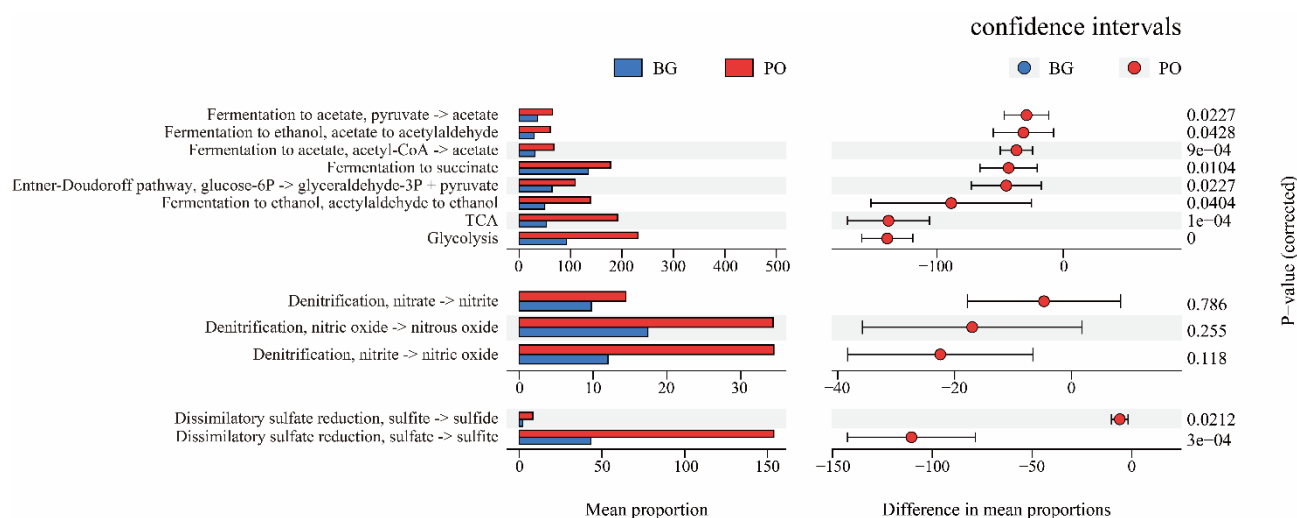 confidence intervals
BG PO BG PO
Fermentation to acetate, pyruvate -> acetate 0.0227
Fermentation to ethanol, acetate to acetylaldehyde 0.0428
Fermentation to acetate, acetyl-CoA -> acetate 9e−04
Fermentation to succinate 0.0104
Entner-Doudoroff pathway, glucose-6P -> glyceraldehyde-3P + pyruvate 0.0227
Fermentation to ethanol, acetylaldehyde to ethanol 0.0404
TCA 1e−04
Glycolysis 0
0 100 200 300 400 500 −100 0
Denitrification, nitrate -> nitrite 0.786
Denitrification, nitric oxide -> nitrous oxide 0.255
Denitrification, nitrite -> nitric oxide 0.118
0 10 20 30 −40 −20 0
Dissimilatory sulfate reduction, sulfite -> sulfide 0.0212
Dissimilatory sulfate reduction, sulfate -> sulfite 3e−04
0 50 100 150 −150 −100 −50 0
Mean proportion Difference in mean proportions
P-value (corrected)